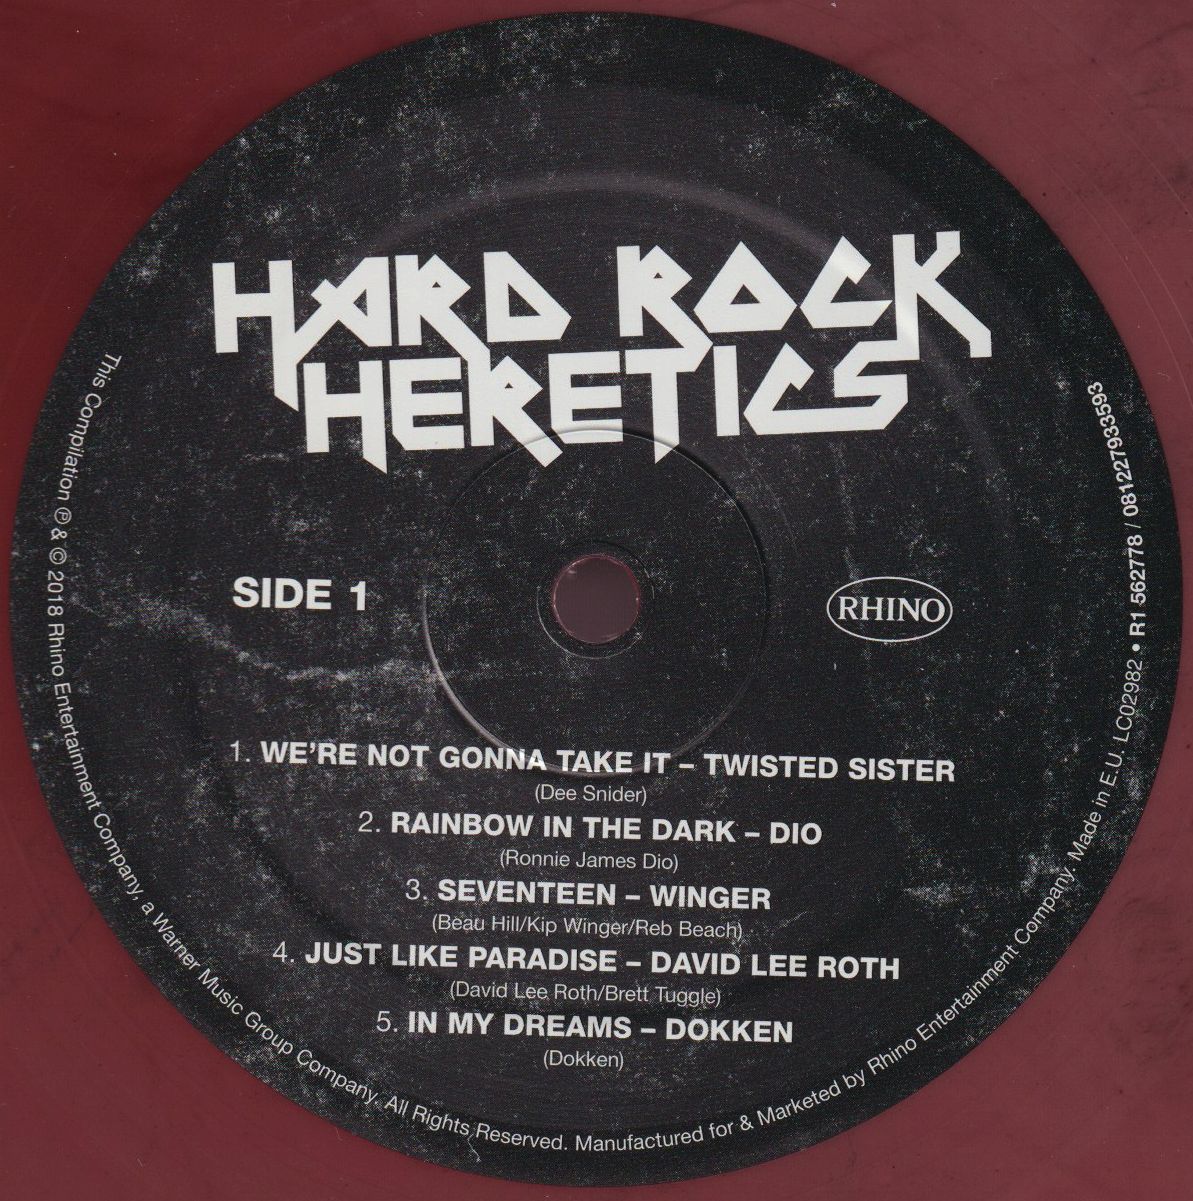 HARD ROCK
HERETICS
SIDE 1
RHINO
1. WE’RE NOT GONNA TAKE IT – TWISTED SISTER
(Dee Snider)
2. RAINBOW IN THE DARK – DIO
(Ronnie James Dio)
3. SEVENTEEN – WINGER
(Beau Hill/Kip Winger/Reb Beach)
4. JUST LIKE PARADISE – DAVID LEE ROTH
(David Lee Roth/Brett Tuggle)
5. IN MY DREAMS – DOKKEN
(Dokken)
This Compilation ℗ & © 2018 Rhino Entertainment Company, a Warner Music Group Company. All Rights Reserved. Manufactured for & Marketed by Rhino Entertainment Company. Made in E.U. LC02982 • R1 562778 / 081227933593